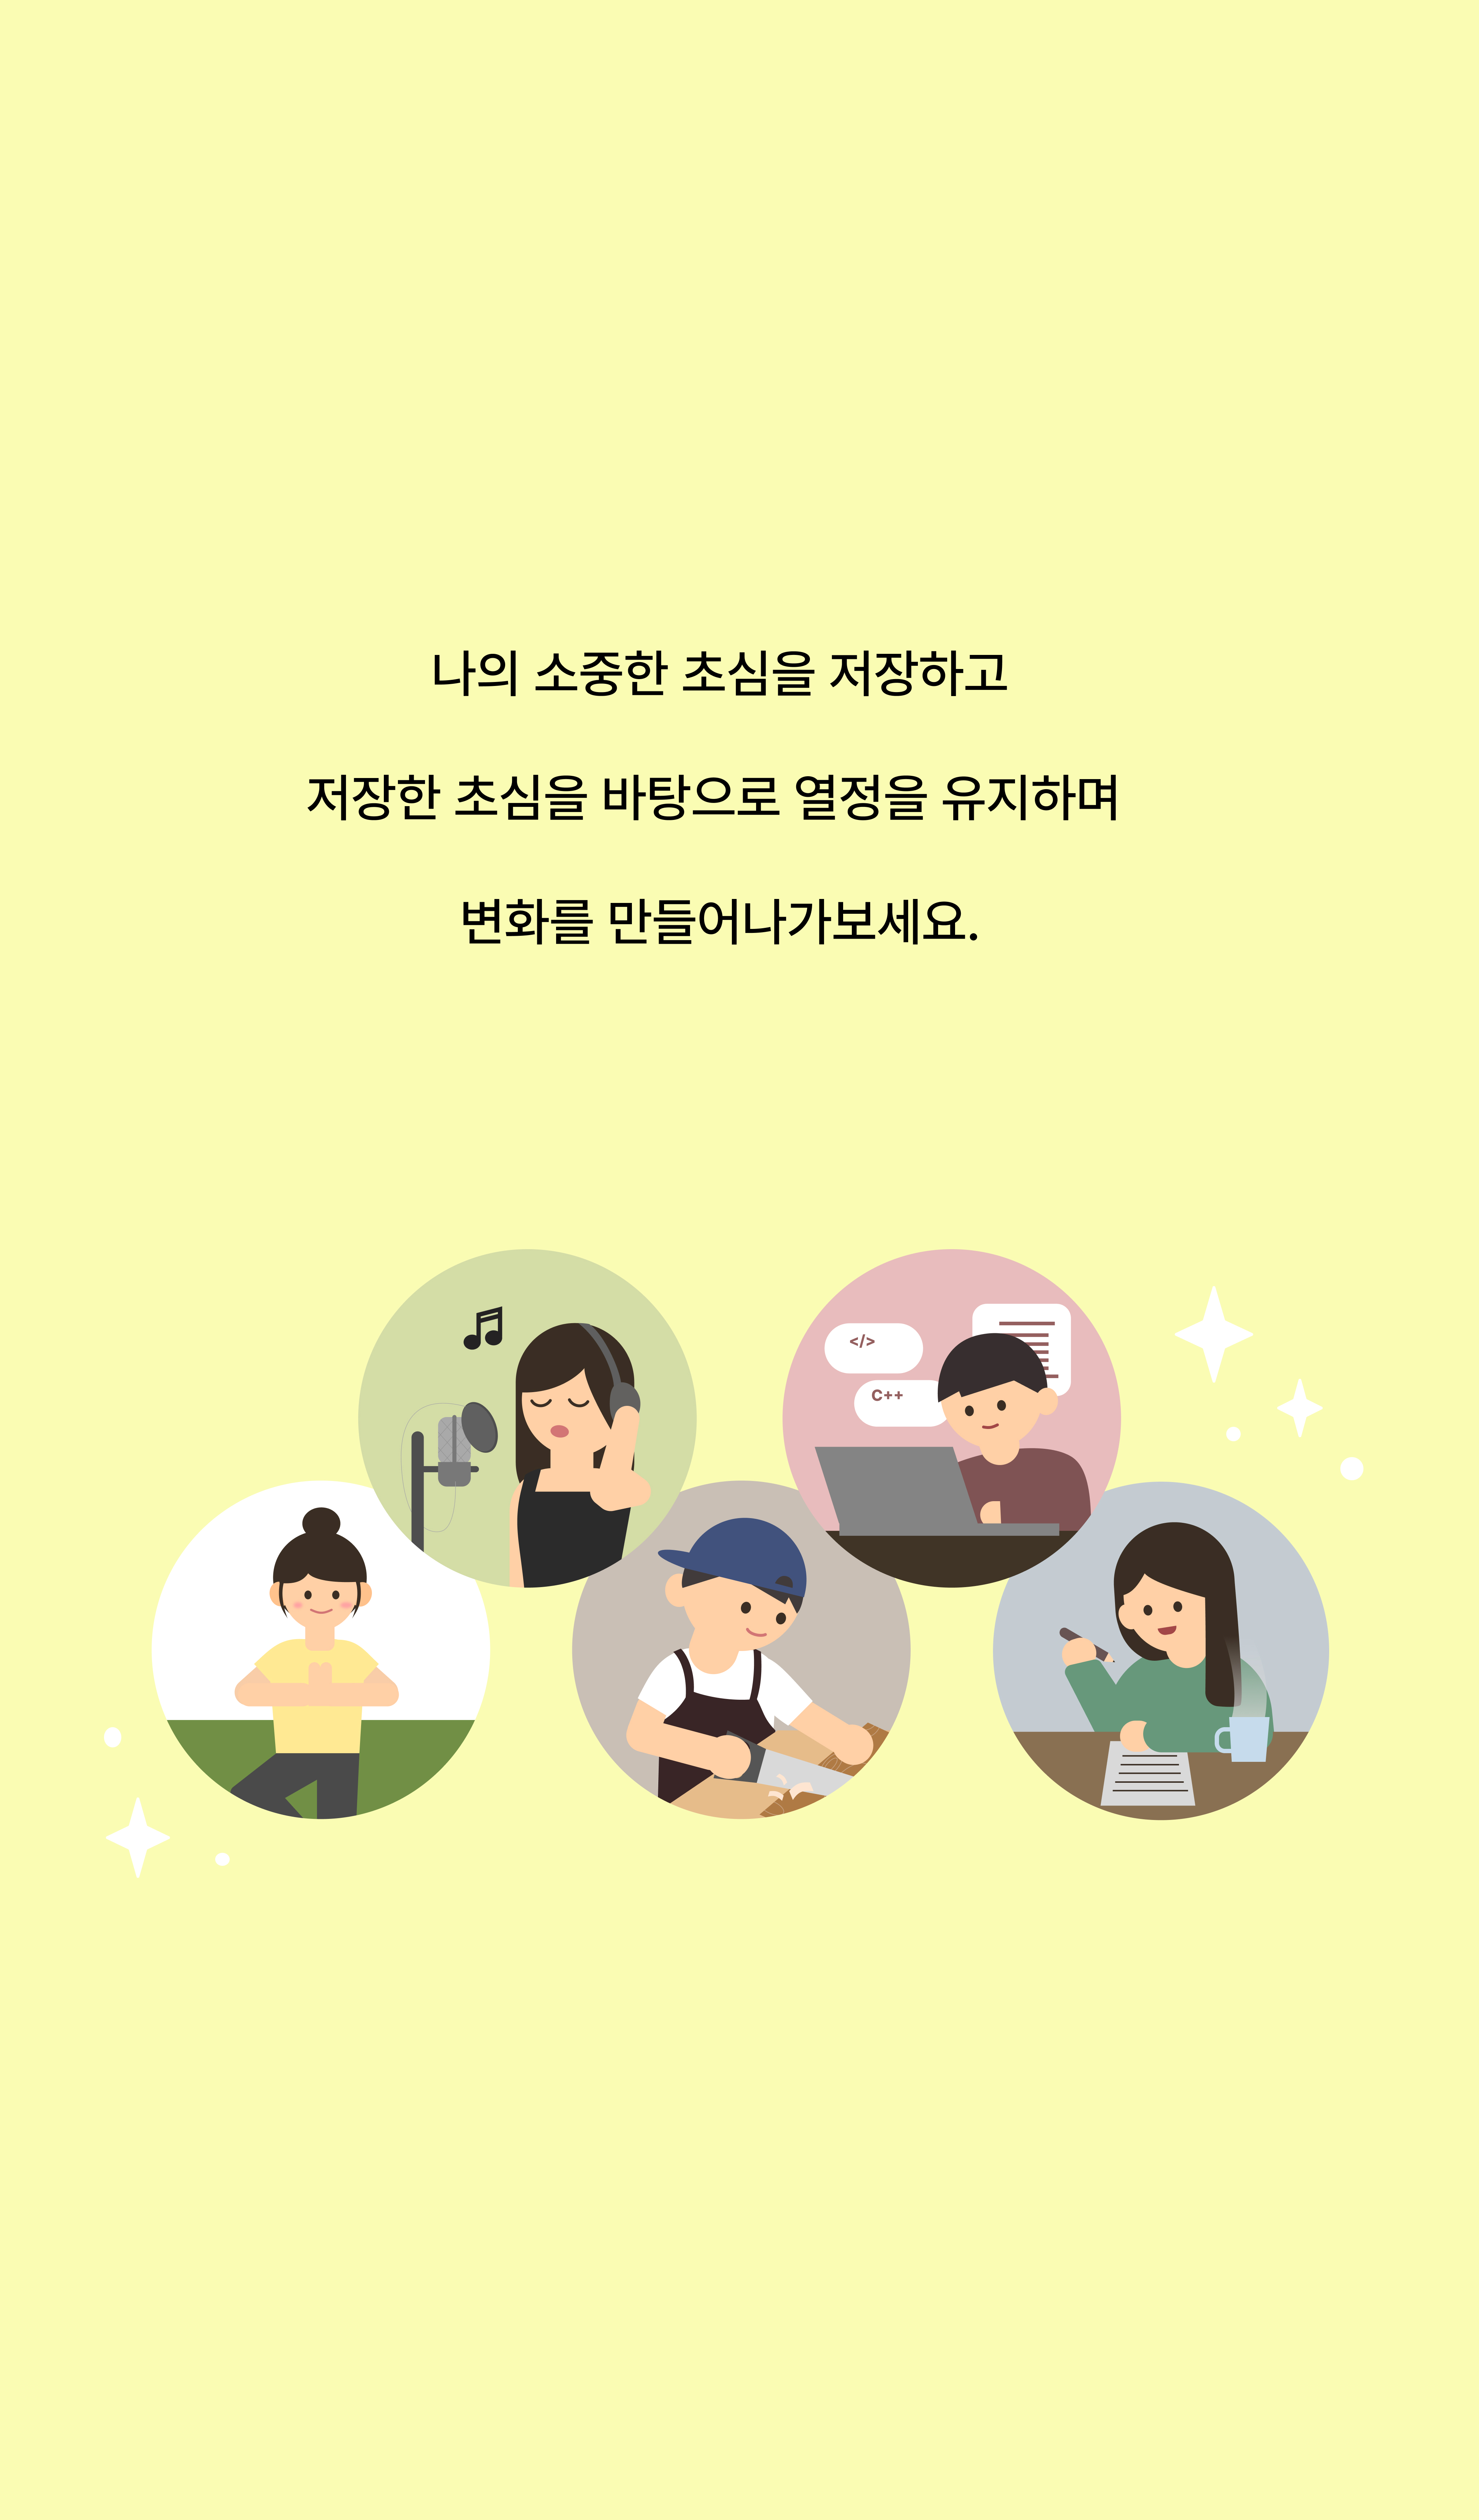 나의 소중한 초심을 저장하고
저장한 초심을 바탕으로 열정을 유지하며
변화를 만들어나가보세요.
</>
C++